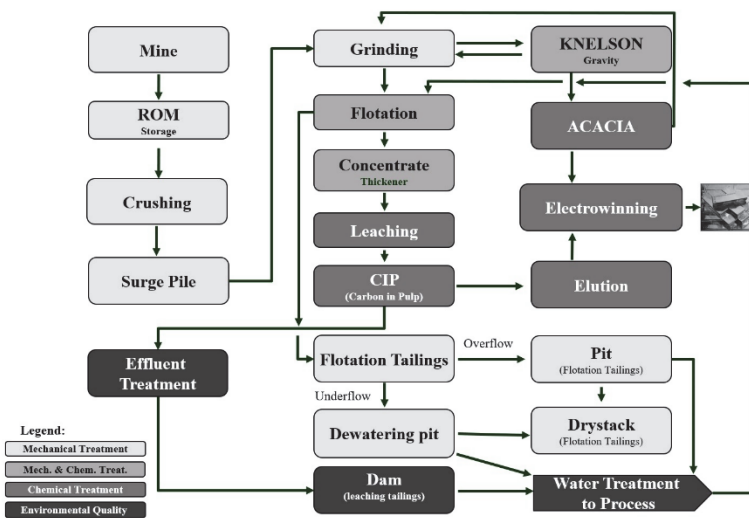 Mine
ROM
Storage
Crushing
Surge Pile
Grinding
KNELSON
Gravity
Flotation
ACACIA
Concentrate
Thickener
Leaching
Electrowinning
CIP
(Carbon in Pulp)
Elution
Effluent
Treatment
Flotation Tailings
Overflow
Pit
(Flotation Tailings)
Underflow
Dewatering pit
Drystack
(Flotation Tailings)
Dam
(leaching tailings)
Water Treatment
to Process
Legend:
Mechanical Treatment
Mech. & Chem. Treat.
Chemical Treatment
Environmental Quality